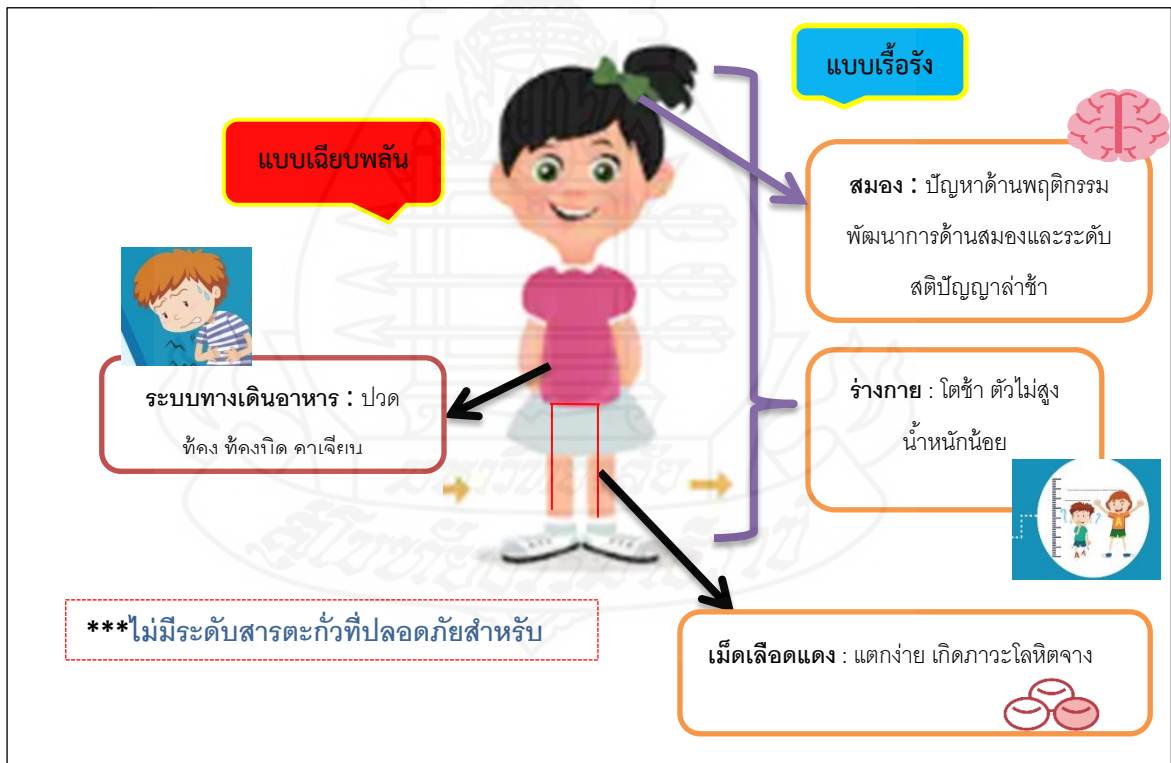 แบบเรื้อรัง
แบบเฉียบพลัน
สมอง : ปัญหาด้านพฤติกรรม
พัฒนาการด้านสมองและระดับ
สติปัญญาล่าช้า
ระบบทางเดินอาหาร : ปวด
ท้อง ท้องบิด อาเจียน
ร่างกาย : โตช้า ตัวไม่สูง
น้ำหนักน้อย
***ไม่มีระดับสารตะกั่วที่ปลอดภัยสำหรับ
เม็ดเลือดแดง : แตกง่าย เกิดภาวะโลหิตจาง